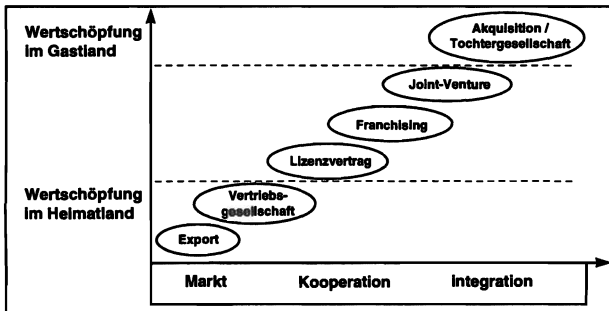 Wertschöpfung
im Gastland
Akquisition /
Tochtergesellschaft
Joint-Venture
Franchising
Lizenzvertrag
Wertschöpfung
im Heimatland
Vertriebs-
gesellschaft
Export
Markt
Kooperation
Integration